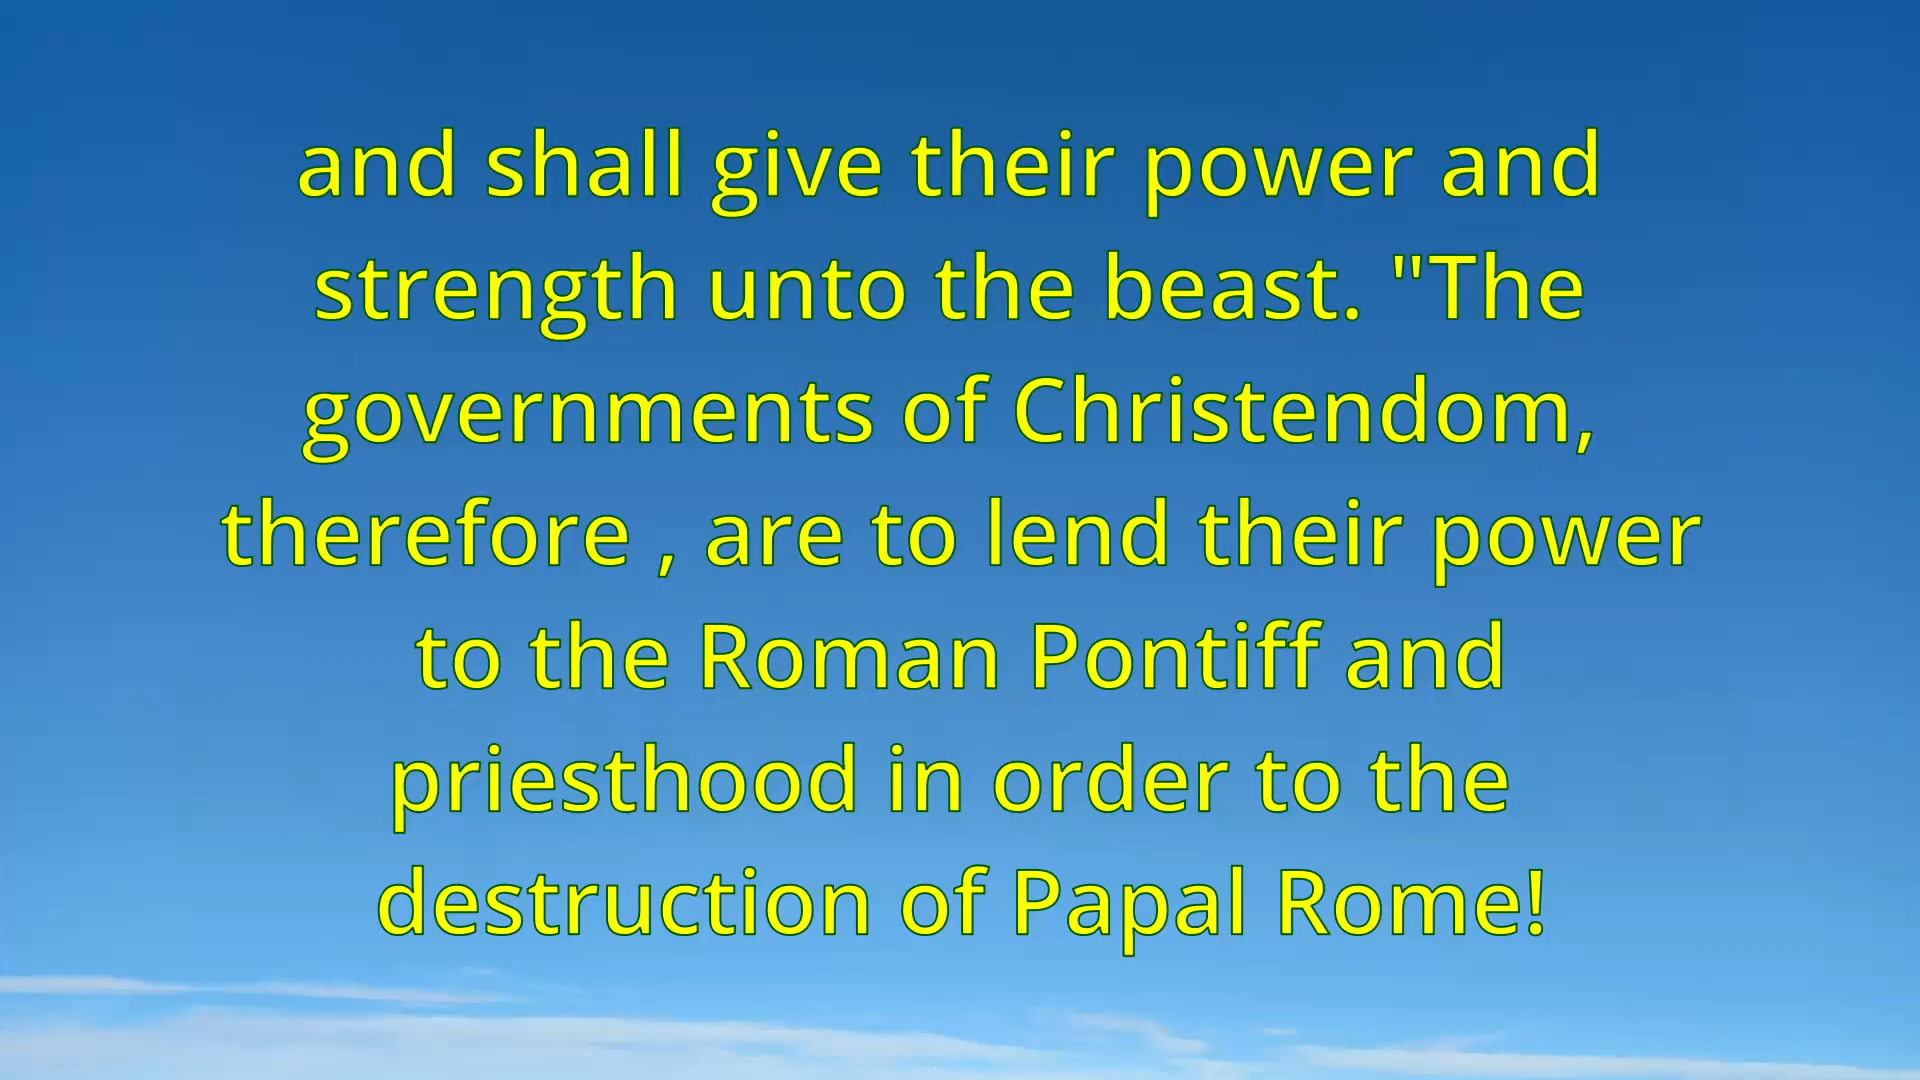 and shall give their power and
strength unto the beast. "The
governments of Christendom,
therefore , are to lend their power
to the Roman Pontiff and
priesthood in order to the
destruction of Papal Rome!